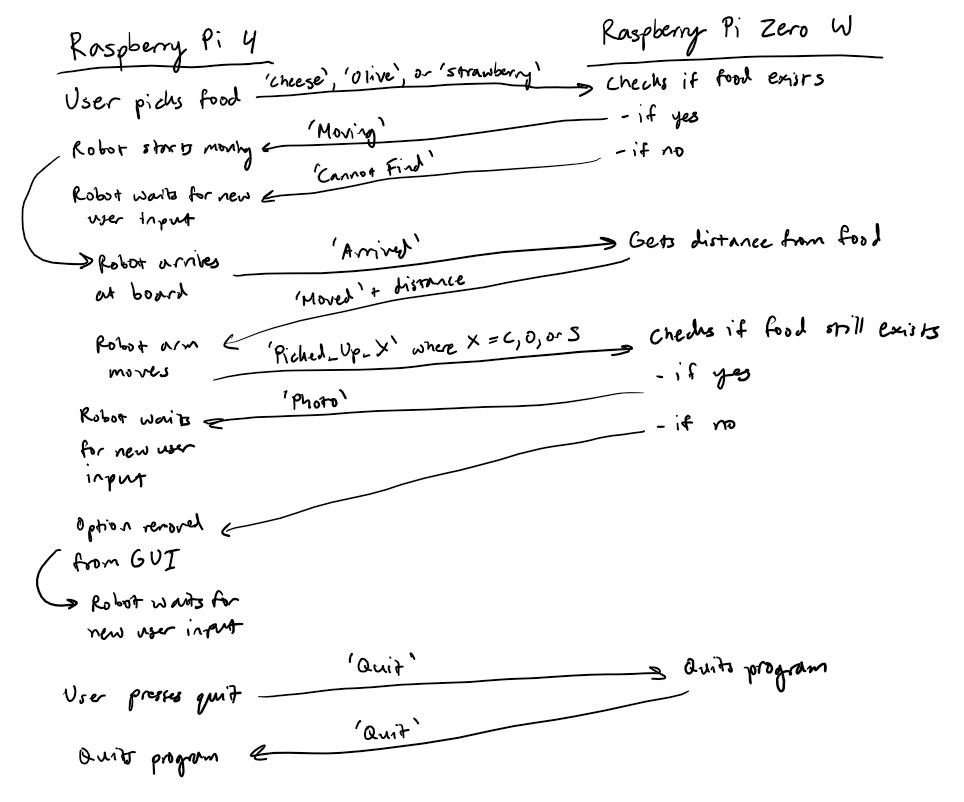 Raspberry Pi 4
Raspberry Pi Zero W
User picks food
'Cheese', 'Olive', or 'Strawberry'
Checks if food exists
- if yes
'Moving'
Robot starts moving
- if no
'Cannot Find'
Robot waits for new
user input
'Arrived'
Gets distance from food
Robot arrives
at board
'Moved' + distance
Robot arm
moves
'Picked_Up_X' where X = C, O, or S
Checks if food still exists
- if yes
'Photo'
Robot waits
for new user
input
- if no
Option removed
from GUI
Robot waits for
new user input
User presses quit
'Quit'
Quits program
'Quit'
Quits program